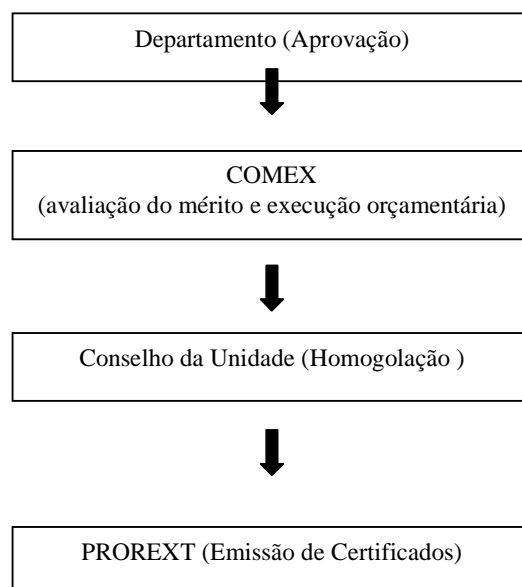 Departamento (Aprovação)
COMEX
(avaliação do mérito e execução orçamentária)
Conselho da Unidade (Homogolação )
PROREXT (Emissão de Certificados)